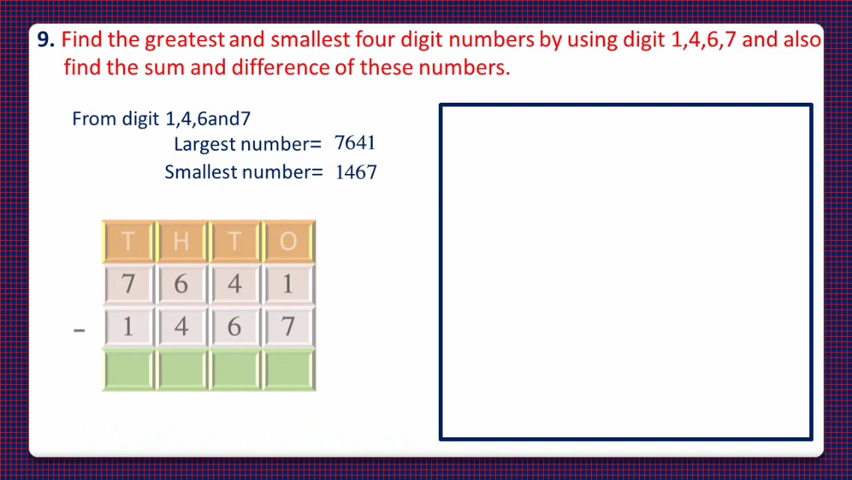 9. Find the greatest and smallest four digit numbers by using digit 1,4,6,7 and also
find the sum and difference of these numbers.
From digit 1,4,6and7
Largest number= 7641
Smallest number= 1467
T H T O
7 6 4 1
- 1 4 6 7